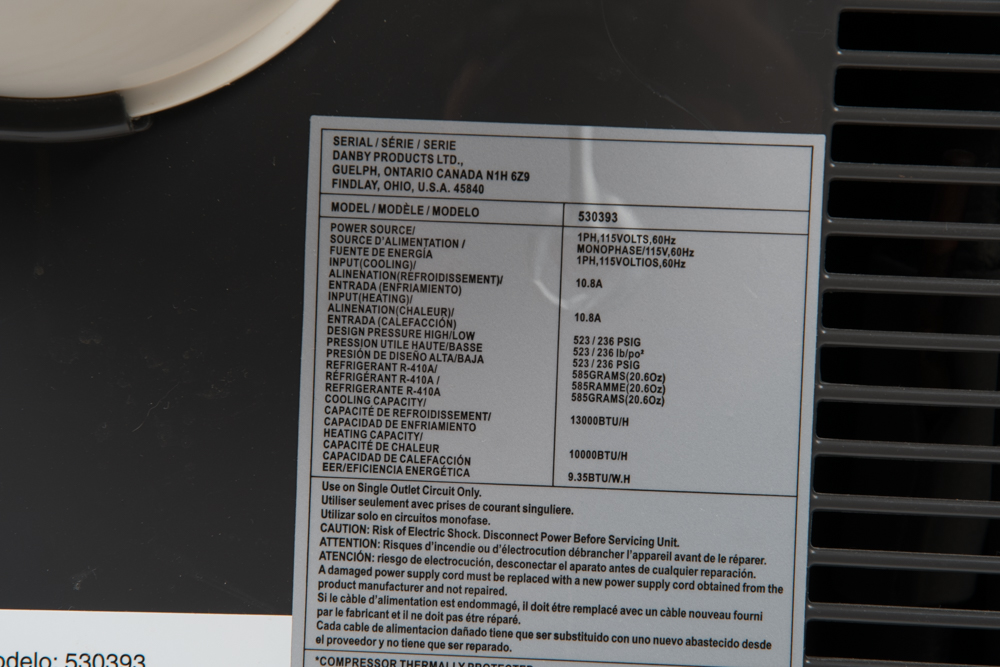 SERIAL / SÉRIE / SERIE
DANBY PRODUCTS LTD.,
GUELPH, ONTARIO CANADA N1H 6Z9
FINDLAY, OHIO, U.S.A. 45840
MODEL / MODÈLE / MODELO 530393
POWER SOURCE/ 1PH,115VOLTS,60Hz
SOURCE D'ALIMENTATION / MONOPHASE/115V,60Hz
FUENTE DE ENERGÍA 1PH,115VOLTIOS,60Hz
INPUT(COOLING)/
ALINENATION(REFROIDISSEMENT)/ 10.8A
ENTRADA (ENFRIAMIENTO)
INPUT(HEATING)/
ALINENATION(CHALEUR)/ 10.8A
ENTRADA (CALEFACCIÓN)
DESIGN PRESSURE HIGH/LOW 523 / 236 PSIG
PRESSION UTILE HAUTE/BASSE 523 / 236 lb/po²
PRESIÓN DE DISEÑO ALTA/BAJA 523 / 236 PSIG
REFRIGERANT R-410A/ 585GRAMS(20.6Oz)
RÉFRIGÉRANT R-410A / 585RAMME(20.6Oz)
REFRIGERANTE R-410A 585GRAMS(20.6Oz)
COOLING CAPACITY/
CAPACITÉ DE REFROIDISSEMENT/ 13000BTU/H
CAPACIDAD DE ENFRIAMIENTO
HEATING CAPACITY/
CAPACITÉ DE CHALEUR 10000BTU/H
CAPACIDAD DE CALEFACCIÓN
EER/EFICIENCIA ENERGÉTICA 9.35BTU/W.H
Use on Single Outlet Circuit Only.
Utiliser seulement avec prises de courant singuliere.
Utilizar solo en circuitos monofase.
CAUTION: Risk of Electric Shock. Disconnect Power Before Servicing Unit.
ATTENTION: Risques d'incendie ou d'électrocution débrancher l'appareil avant de le réparer.
ATENCIÓN: riesgo de electrocución, desconectar el aparato antes de cualquier reparación.
A damaged power supply cord must be replaced with a new power supply cord obtained from the
product manufacturer and not repaired.
Si le câble d'alimentation est endommagé, il doit étre remplacé avec un câble nouveau fourni
par le fabricant et il ne doit pas être réparé.
Cada cable de alimentacion dañado tiene que ser substituido con uno nuevo abastecido desde
el proveedor y no tiene que ser reparado.
*COMPRESSOR THERMALLY PROTECTED
odelo: 530393